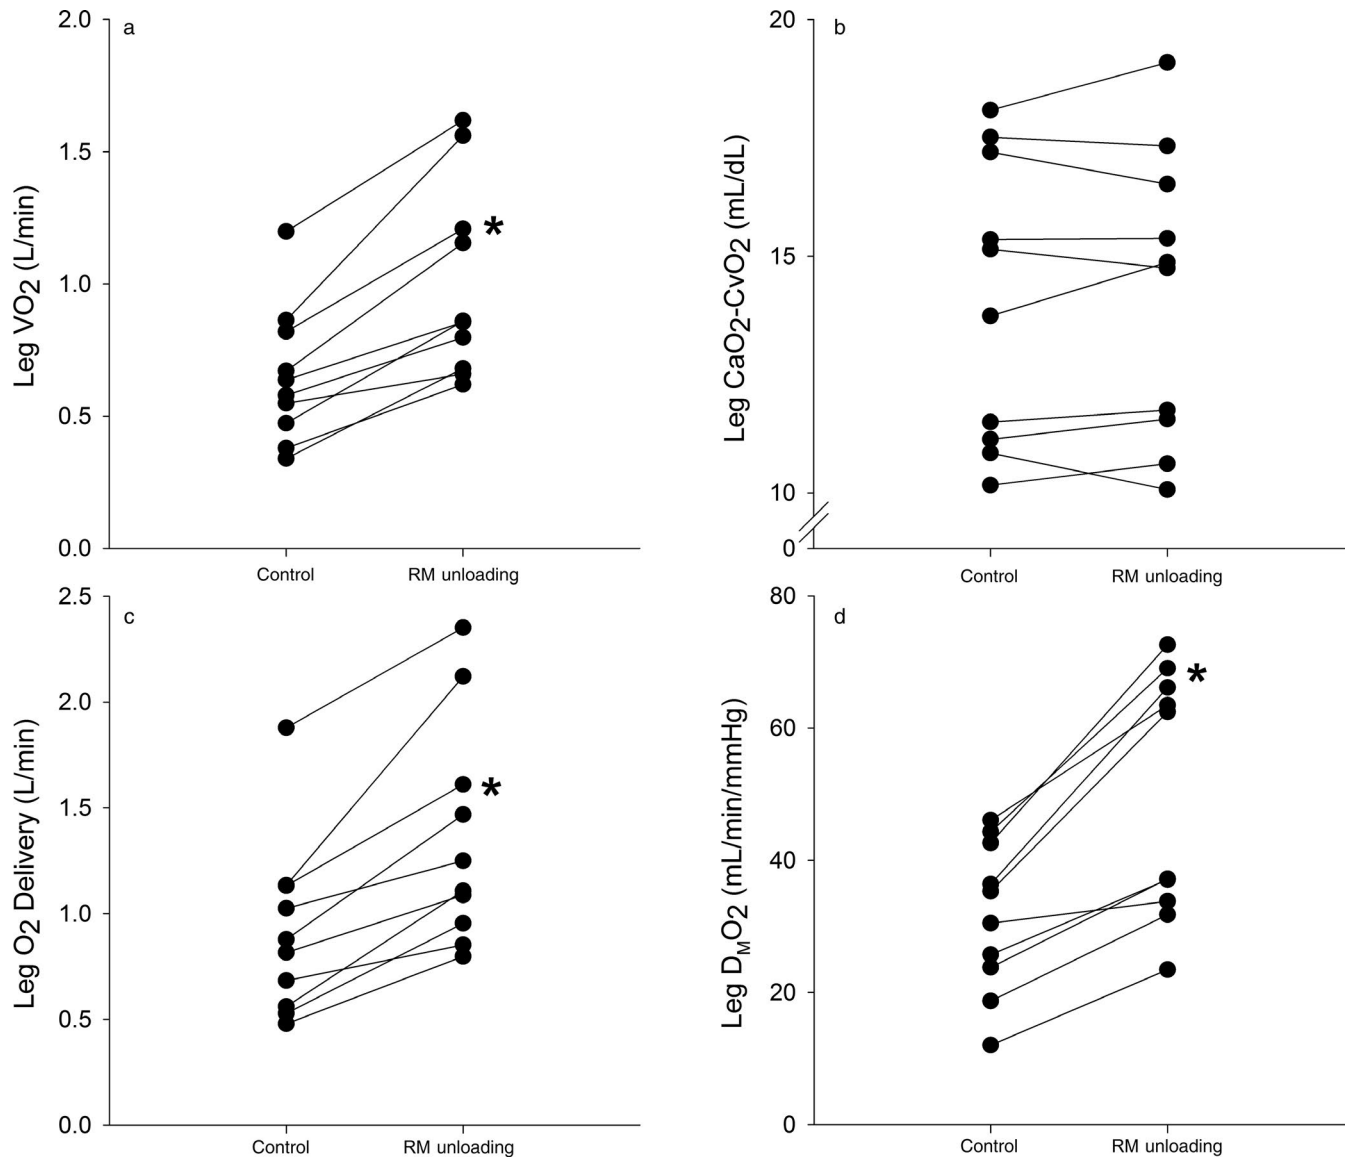 a
2.0
1.5
1.0
0.5
0.0
Leg VO2 (L/min)
Control
RM unloading
*
b
20
15
10
0
Leg CaO2-CvO2 (mL/dL)
Control
RM unloading
c
2.5
2.0
1.5
1.0
0.5
0.0
Leg O2 Delivery (L/min)
Control
RM unloading
*
d
80
60
40
20
0
Leg DMO2 (mL/min/mmHg)
Control
RM unloading
*